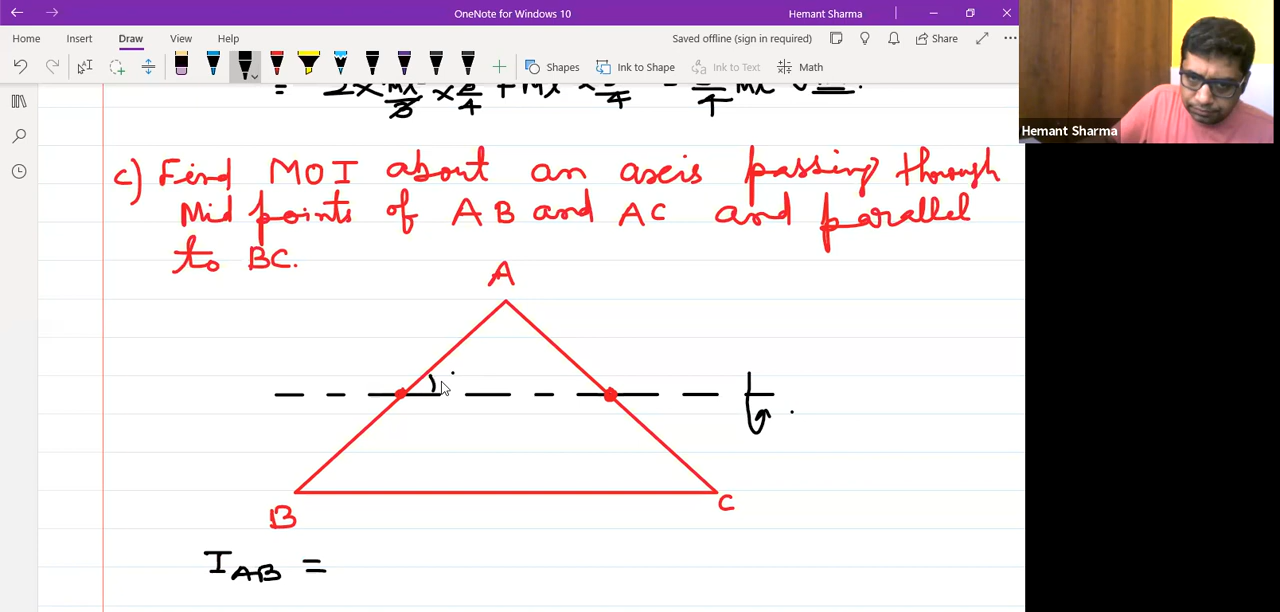 OneNote for Windows 10
Hemant Sharma
Home Insert Draw View Help
Saved offline (sign in required)
Share
Shapes
Ink to Shape
Ink to Text
Math
Hemant Sharma
c) Find MOI about an axis passing through
Mid points of AB and AC and parallel
to BC.
A
B
C
I_AB =